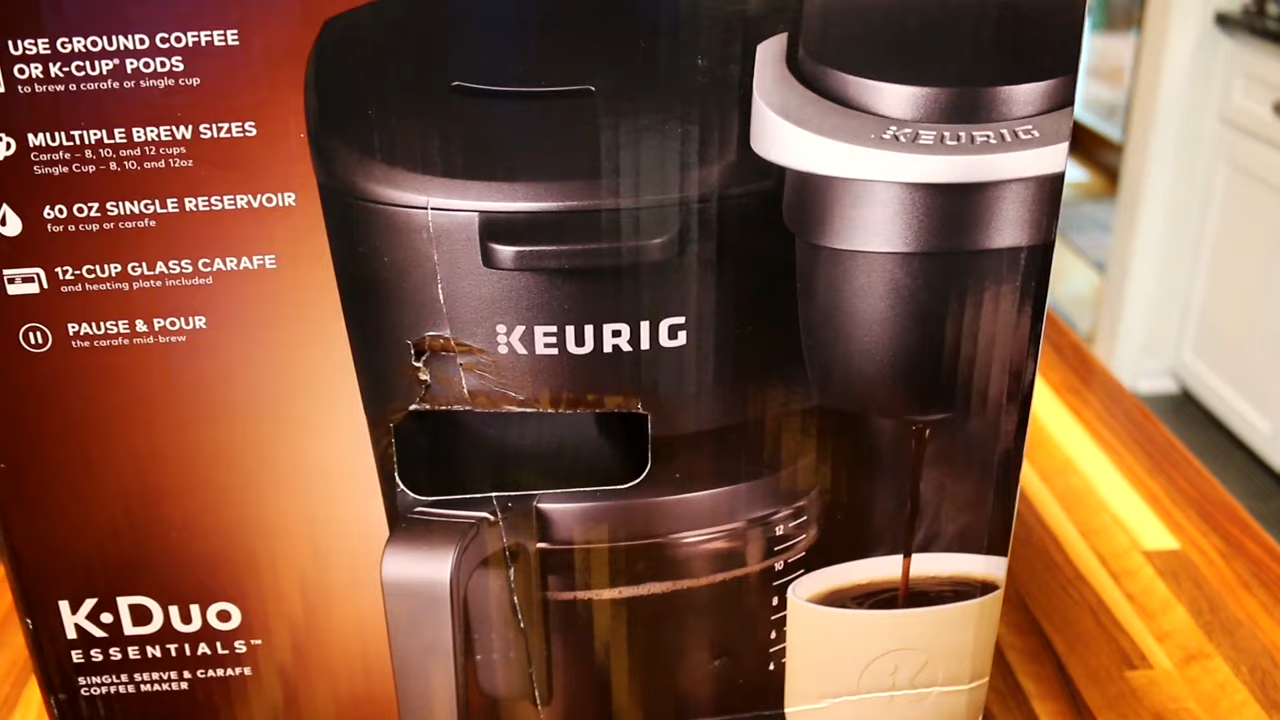 USE GROUND COFFEE
OR K-CUP® PODS
to brew a carafe or single cup
MULTIPLE BREW SIZES
Carafe – 8, 10, and 12 cups
Single Cup – 8, 10, and 12oz
60 OZ SINGLE RESERVOIR
for a cup or carafe
12-CUP GLASS CARAFE
and heating plate included
PAUSE & POUR
the carafe mid-brew
K•Duo
ESSENTIALS™
SINGLE SERVE & CARAFE
COFFEE MAKER
KEURIG
KEURIG
12
10
8
6
4